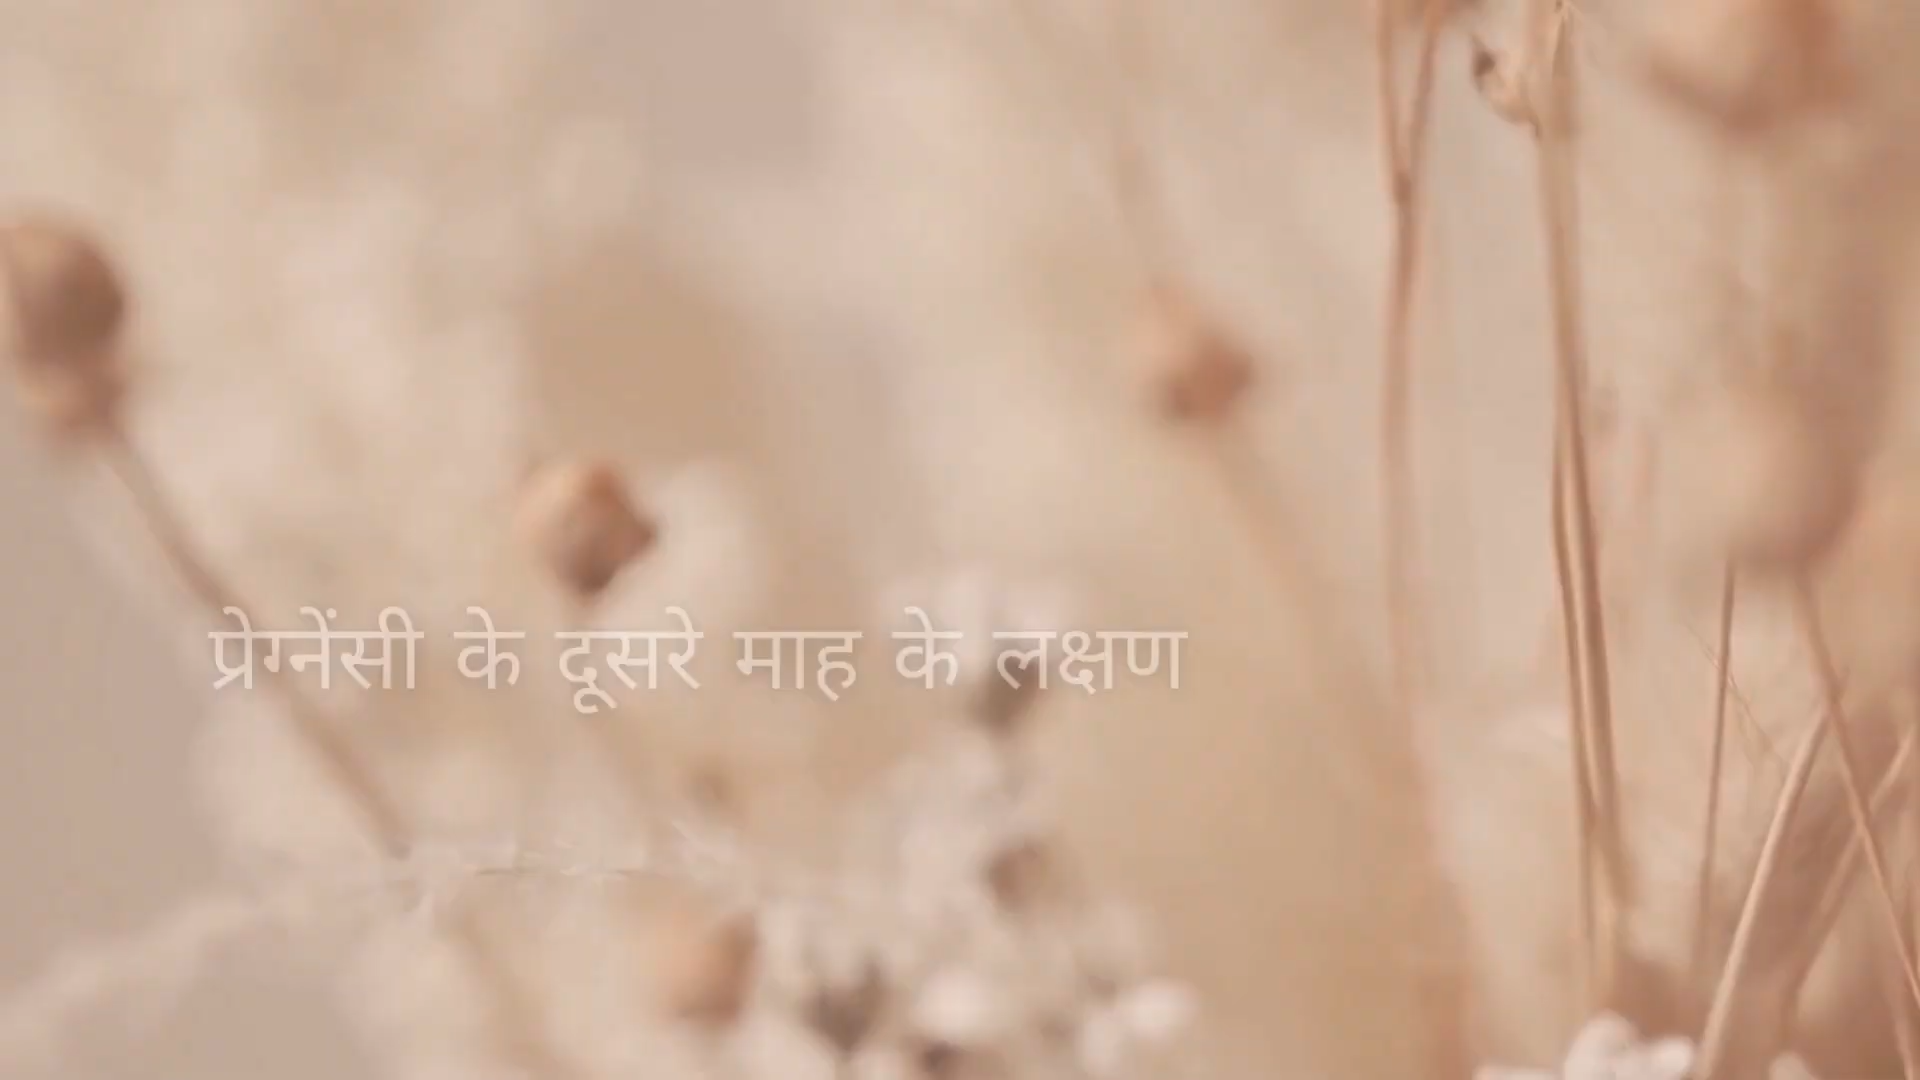 प्रेग्नेंसी के दूसरे माह के लक्षण